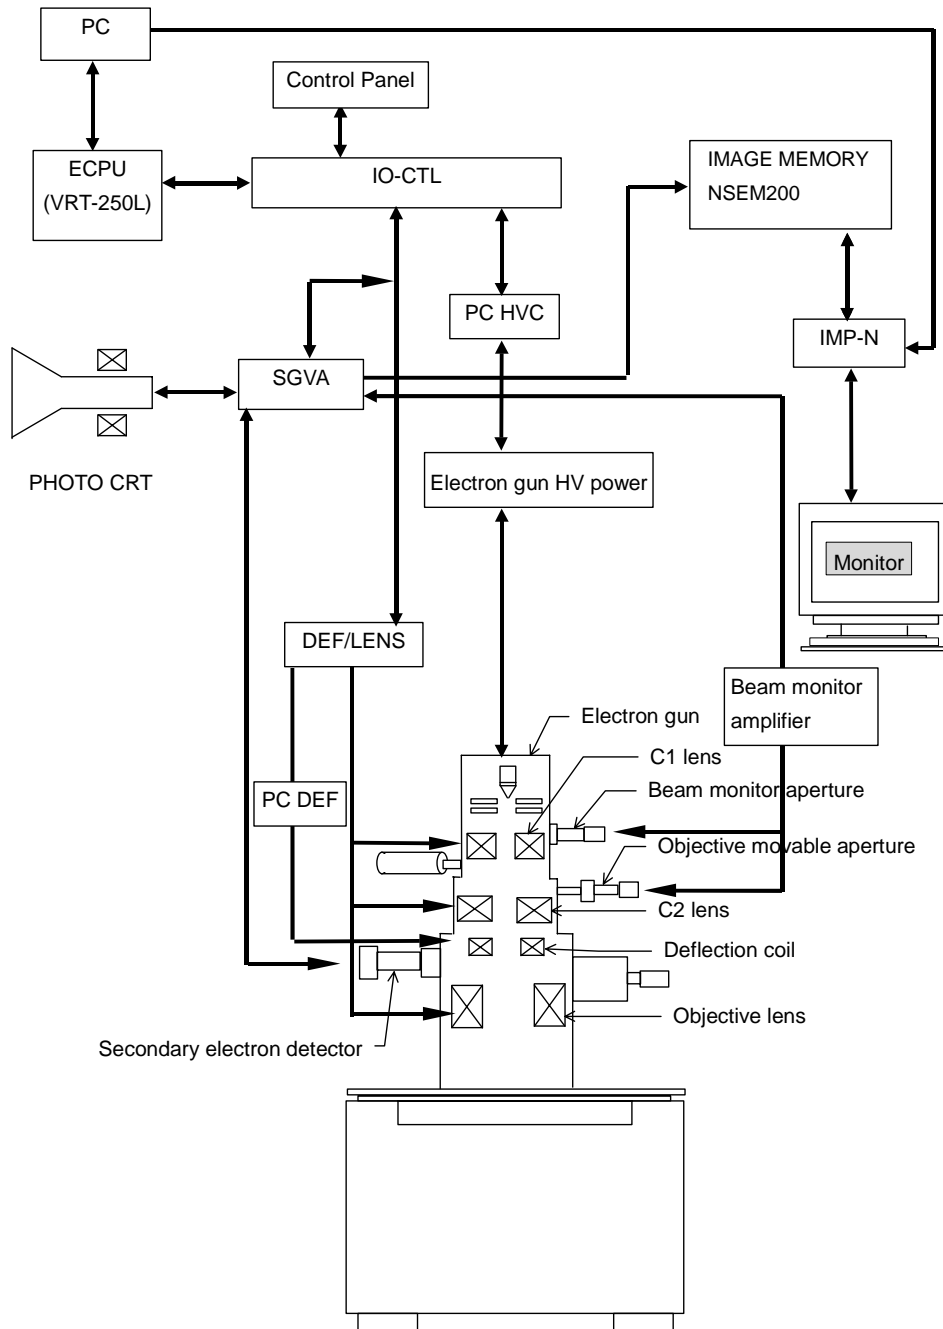 PC
Control Panel
ECPU
(VRT-250L)
IO-CTL
IMAGE MEMORY
NSEM200
PC HVC
IMP-N
SGVA
PHOTO CRT
Electron gun HV power
Monitor
DEF/LENS
Beam monitor
amplifier
Electron gun
C1 lens
PC DEF
Beam monitor aperture
Objective movable aperture
C2 lens
Deflection coil
Objective lens
Secondary electron detector